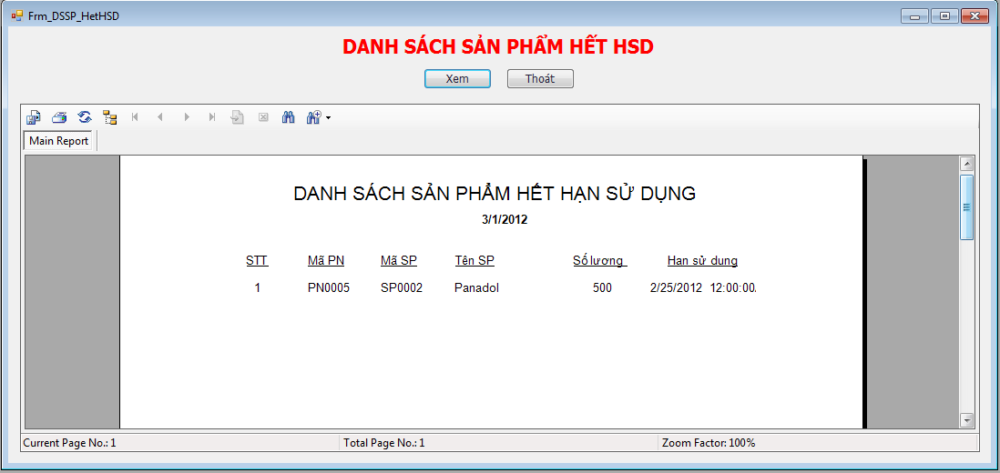 Frm_DSSP_HetHSD
DANH SÁCH SẢN PHẨM HẾT HSD
Xem Thoát
Main Report
DANH SÁCH SẢN PHẨM HẾT HẠN SỬ DỤNG
3/1/2012
STT Mã PN Mã SP Tên SP Số lương Han sử dung
1 PN0005 SP0002 Panadol 500 2/25/2012 12:00:00
Current Page No.: 1 Total Page No.: 1 Zoom Factor: 100%